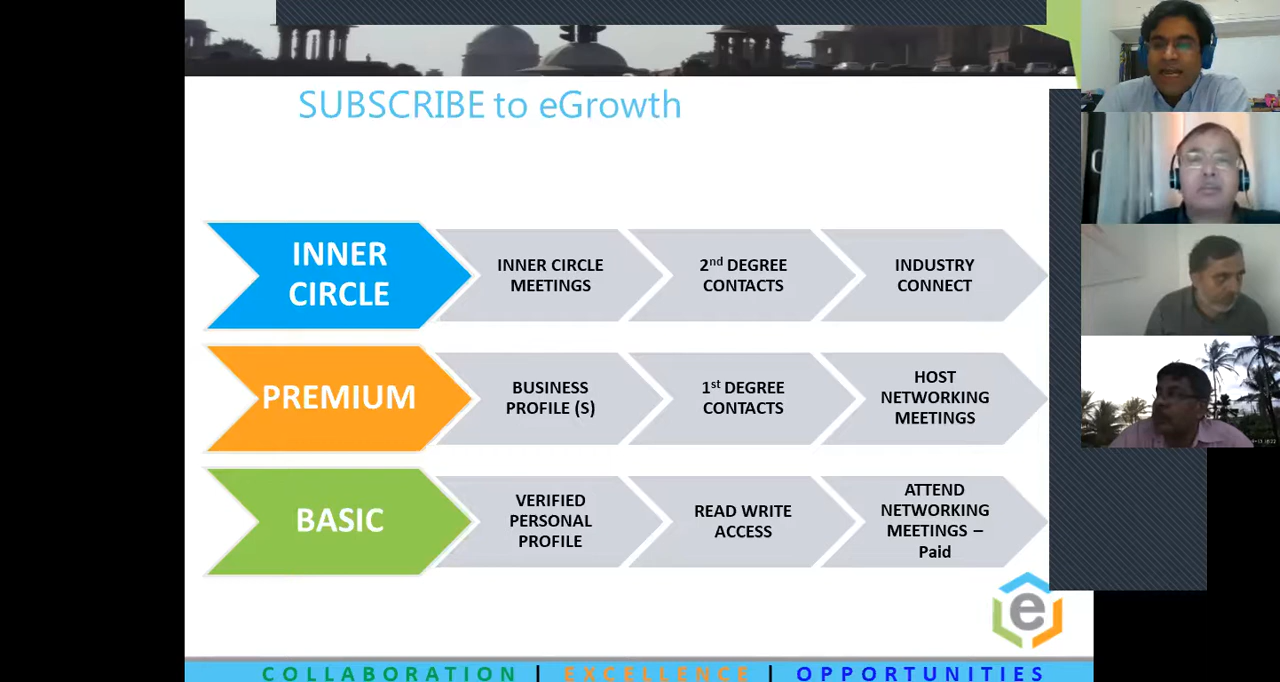 SUBSCRIBE to eGrowth
INNER
CIRCLE
INNER CIRCLE
MEETINGS
2nd DEGREE
CONTACTS
INDUSTRY
CONNECT
PREMIUM
BUSINESS
PROFILE (S)
1st DEGREE
CONTACTS
HOST
NETWORKING
MEETINGS
BASIC
VERIFIED
PERSONAL
PROFILE
READ WRITE
ACCESS
ATTEND
NETWORKING
MEETINGS –
Paid
e
COLLABORATION | EXCELLENCE | OPPORTUNITIES